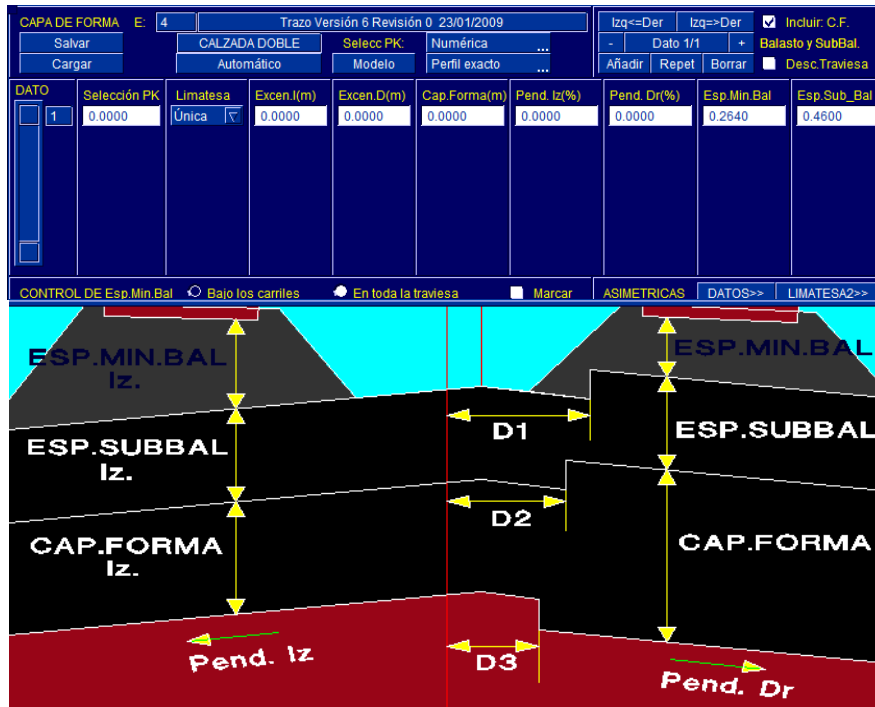 CAPA DE FORMA E: 4 Trazo Versión 6 Revisión 0 23/01/2009 Izq<=Der Izq=>Der Incluir: C.F.
Salvar CALZADA DOBLE Selecc PK: Numérica ... - Dato 1/1 + Balasto y SubBal.
Cargar Automático Modelo Perfil exacto ... Añadir Repet Borrar Desc.Traviesa
DATO Selección PK Limatesa Excen.I(m) Excen.D(m) Cap.Forma(m) Pend. Iz(%) Pend. Dr(%) Esp.Min.Bal Esp.Sub_Bal
1 0.0000 Única 0.0000 0.0000 0.0000 0.0000 0.0000 0.2640 0.4600
CONTROL DE Esp.Min.Bal Bajo los carriles En toda la traviesa Marcar ASIMETRICAS DATOS>> LIMATESA2>>
ESP.MIN.BAL
Iz.
ESP.MIN.BAL
D1
ESP.SUBBAL
Iz.
ESP.SUBBAL
D2
CAP.FORMA
Iz.
CAP.FORMA
Pend. Iz
D3
Pend. Dr